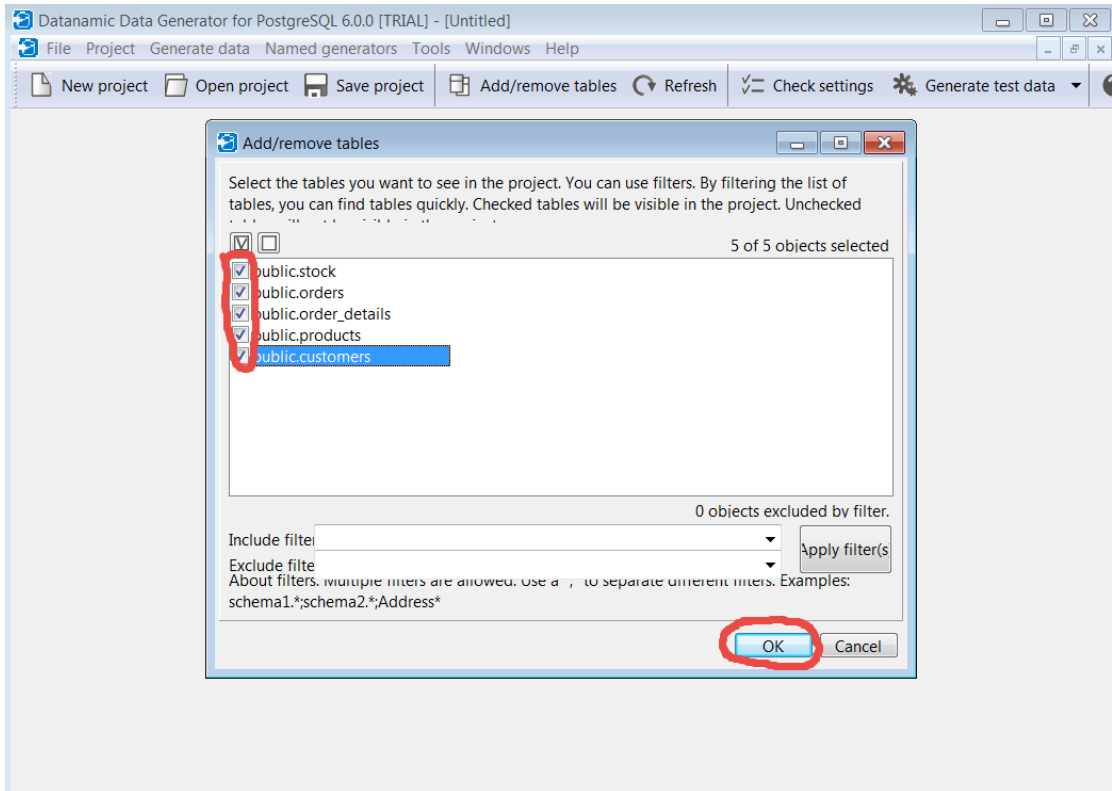 Datanamic Data Generator for PostgreSQL 6.0.0 [TRIAL] - [Untitled]
File Project Generate data Named generators Tools Windows Help
New project Open project Save project Add/remove tables Refresh Check settings Generate test data
Add/remove tables
Select the tables you want to see in the project. You can use filters. By filtering the list of
tables, you can find tables quickly. Checked tables will be visible in the project. Unchecked
5 of 5 objects selected
public.stock
public.orders
public.order_details
public.products
public.customers
0 objects excluded by filter.
Include filte
Apply filter(s
Exclude filte
About filters. Multiple filters are allowed. Use a " , " to separate different filters. Examples:
schema1.*;schema2.*;Address*
OK Cancel